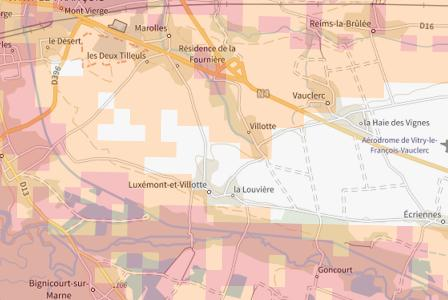 Mont Vierge
Marolles
Reims-la-Brûlée
D16
le Désert
les Deux Tilleuls
Résidence de la
Fournière
D396
N4
Vauclerc
la Haie des Vignes
Villotte
Aérodrome de Vitry-le-
François-Vauclerc
Luxémont-et-Villotte
la Louvière
D13
Écriennes
Goncourt
Bignicourt-sur-
Marne